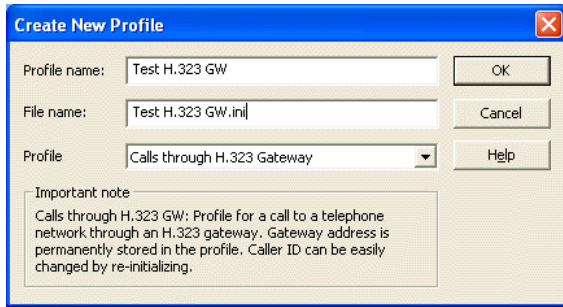 Create New Profile
Profile name: Test H.323 GW OK
File name: Test H.323 GW.ini Cancel
Profile Calls through H.323 Gateway Help
Important note
Calls through H.323 GW: Profile for a call to a telephone
network through an H.323 gateway. Gateway address is
permanently stored in the profile. Caller ID can be easily
changed by re-initializing.